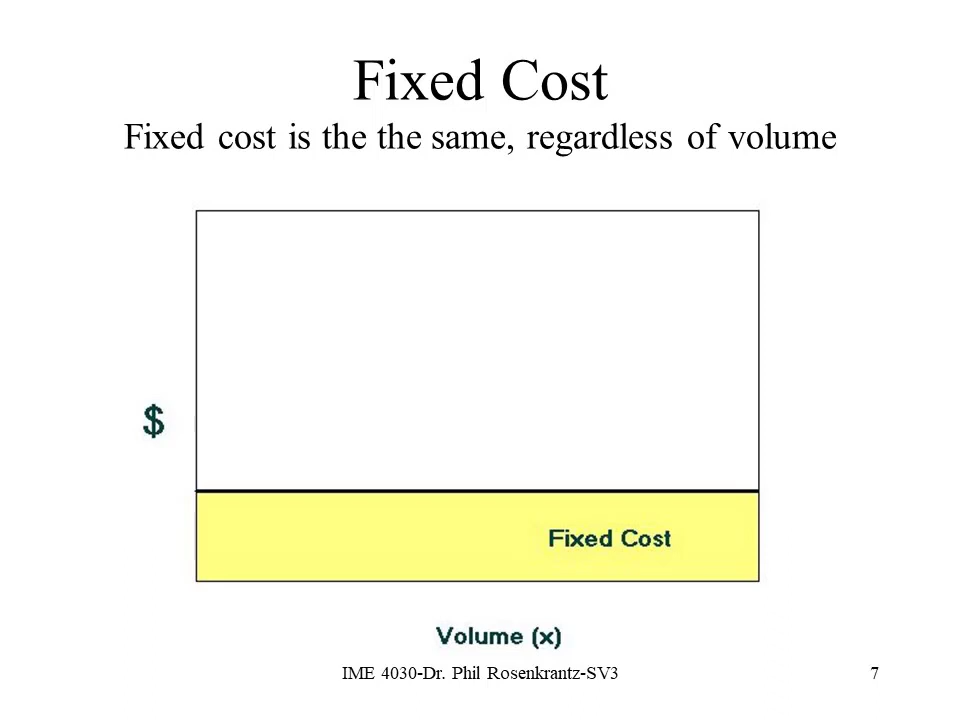 Fixed Cost
Fixed cost is the the same, regardless of volume
$
Fixed Cost
Volume (x)
IME 4030-Dr. Phil Rosenkrantz-SV3
7